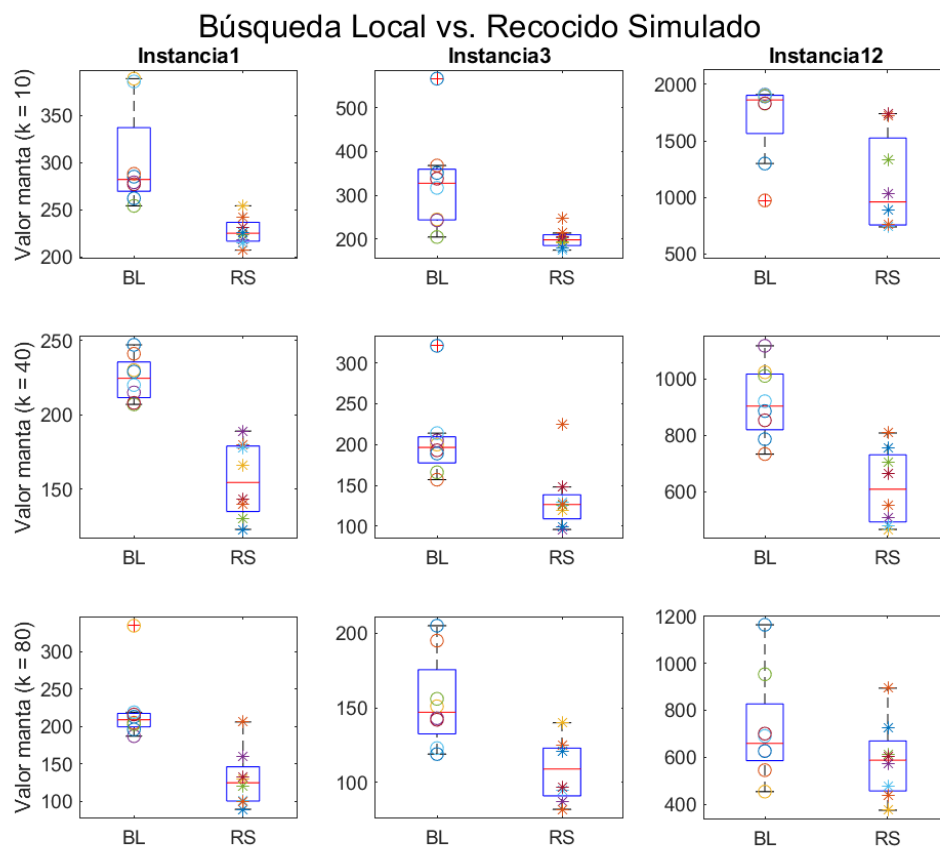 Búsqueda Local vs. Recocido Simulado
Instancia1
Instancia3
Instancia12
Valor manta (k = 10)
350
300
250
200
BL
RS
500
400
300
200
BL
RS
2000
1500
1000
500
BL
RS
Valor manta (k = 40)
250
200
150
BL
RS
300
250
200
150
100
BL
RS
1000
800
600
BL
RS
Valor manta (k = 80)
300
250
200
150
100
BL
RS
200
150
100
BL
RS
1200
1000
800
600
400
BL
RS